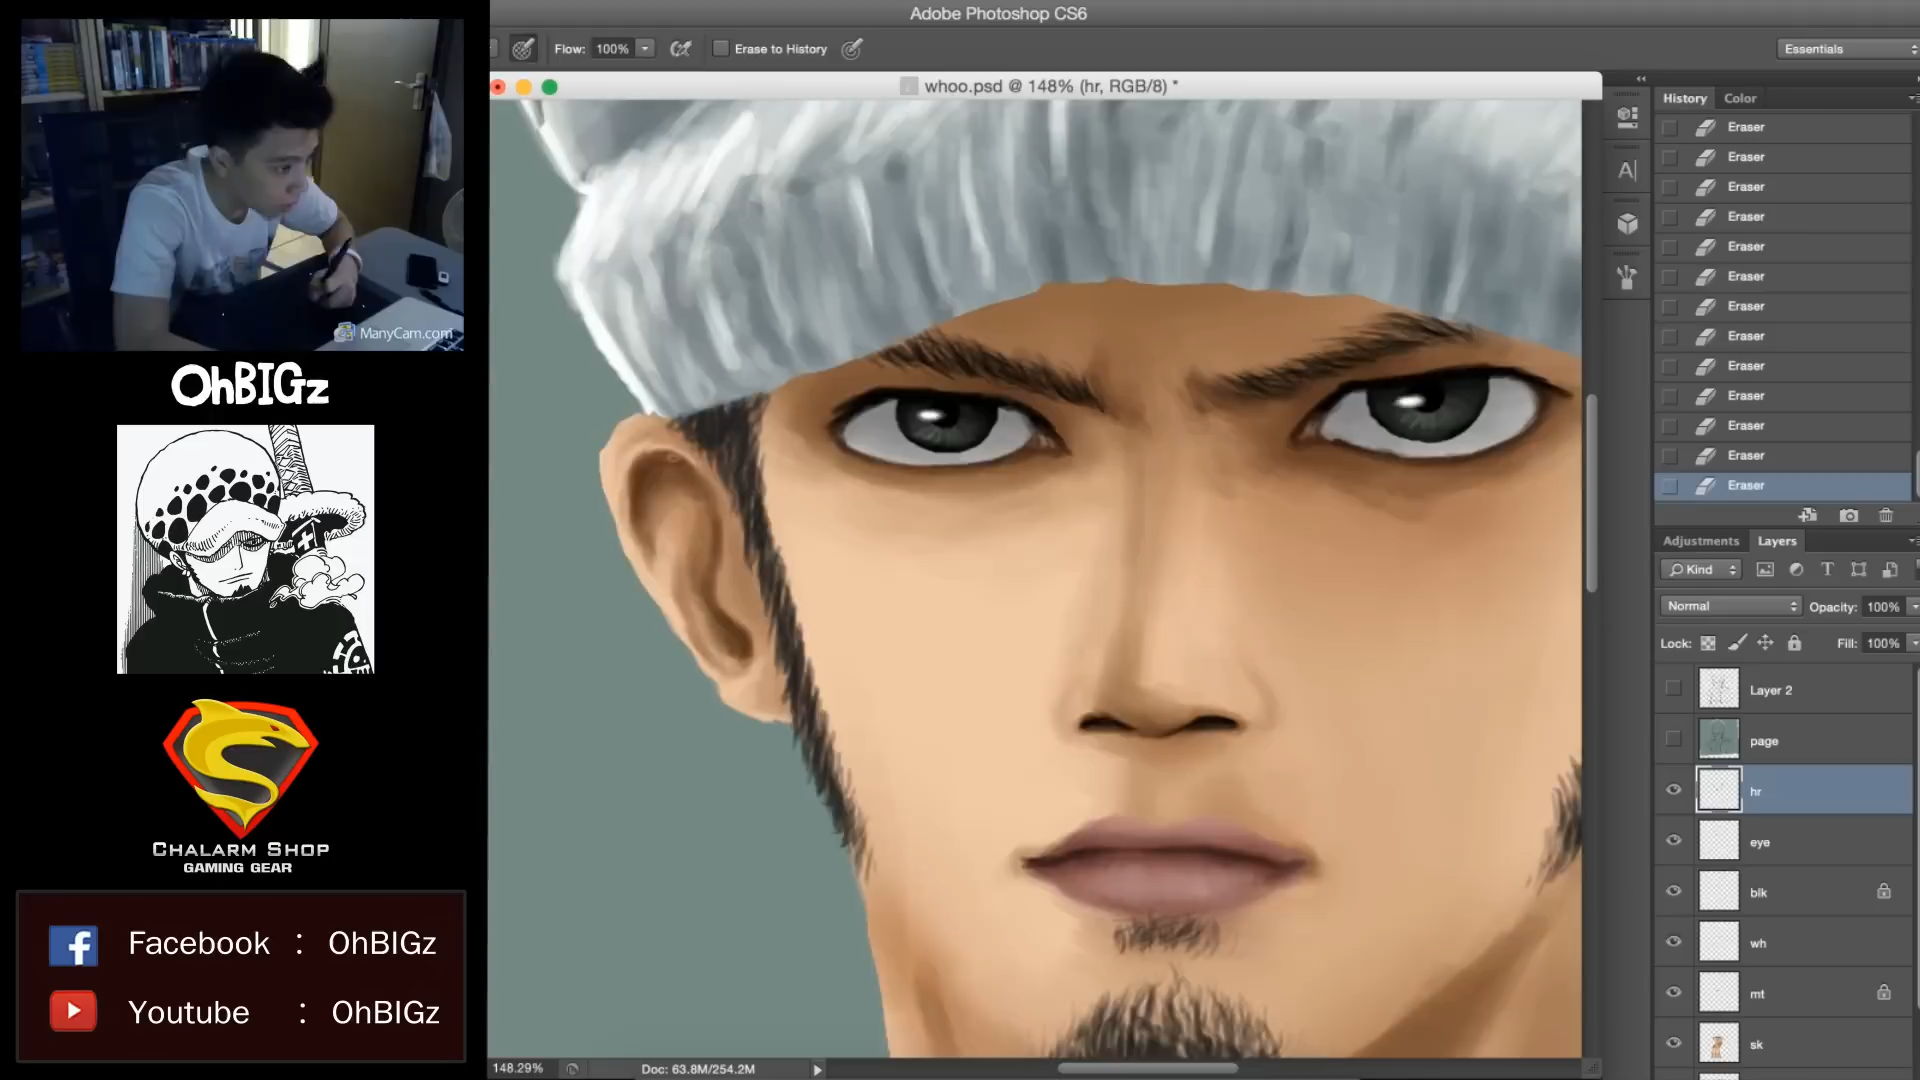 Adobe Photoshop CS6
Flow: 100% Erase to History Essentials
whoo.psd @ 148% (hr, RGB/8) *
ManyCam.com
OhBIGz
S
CHALARM SHOP
GAMING GEAR
Facebook : OhBIGz
Youtube : OhBIGz
148.29% Doc: 63.8M/254.2M
A
History Color
Eraser
Eraser
Eraser
Eraser
Eraser
Eraser
Eraser
Eraser
Eraser
Eraser
Eraser
Eraser
Eraser
Adjustments Layers
Kind T
Normal Opacity: 100%
Lock: Fill: 100%
Layer 2
page
hr
eye
blk
wh
mt
sk